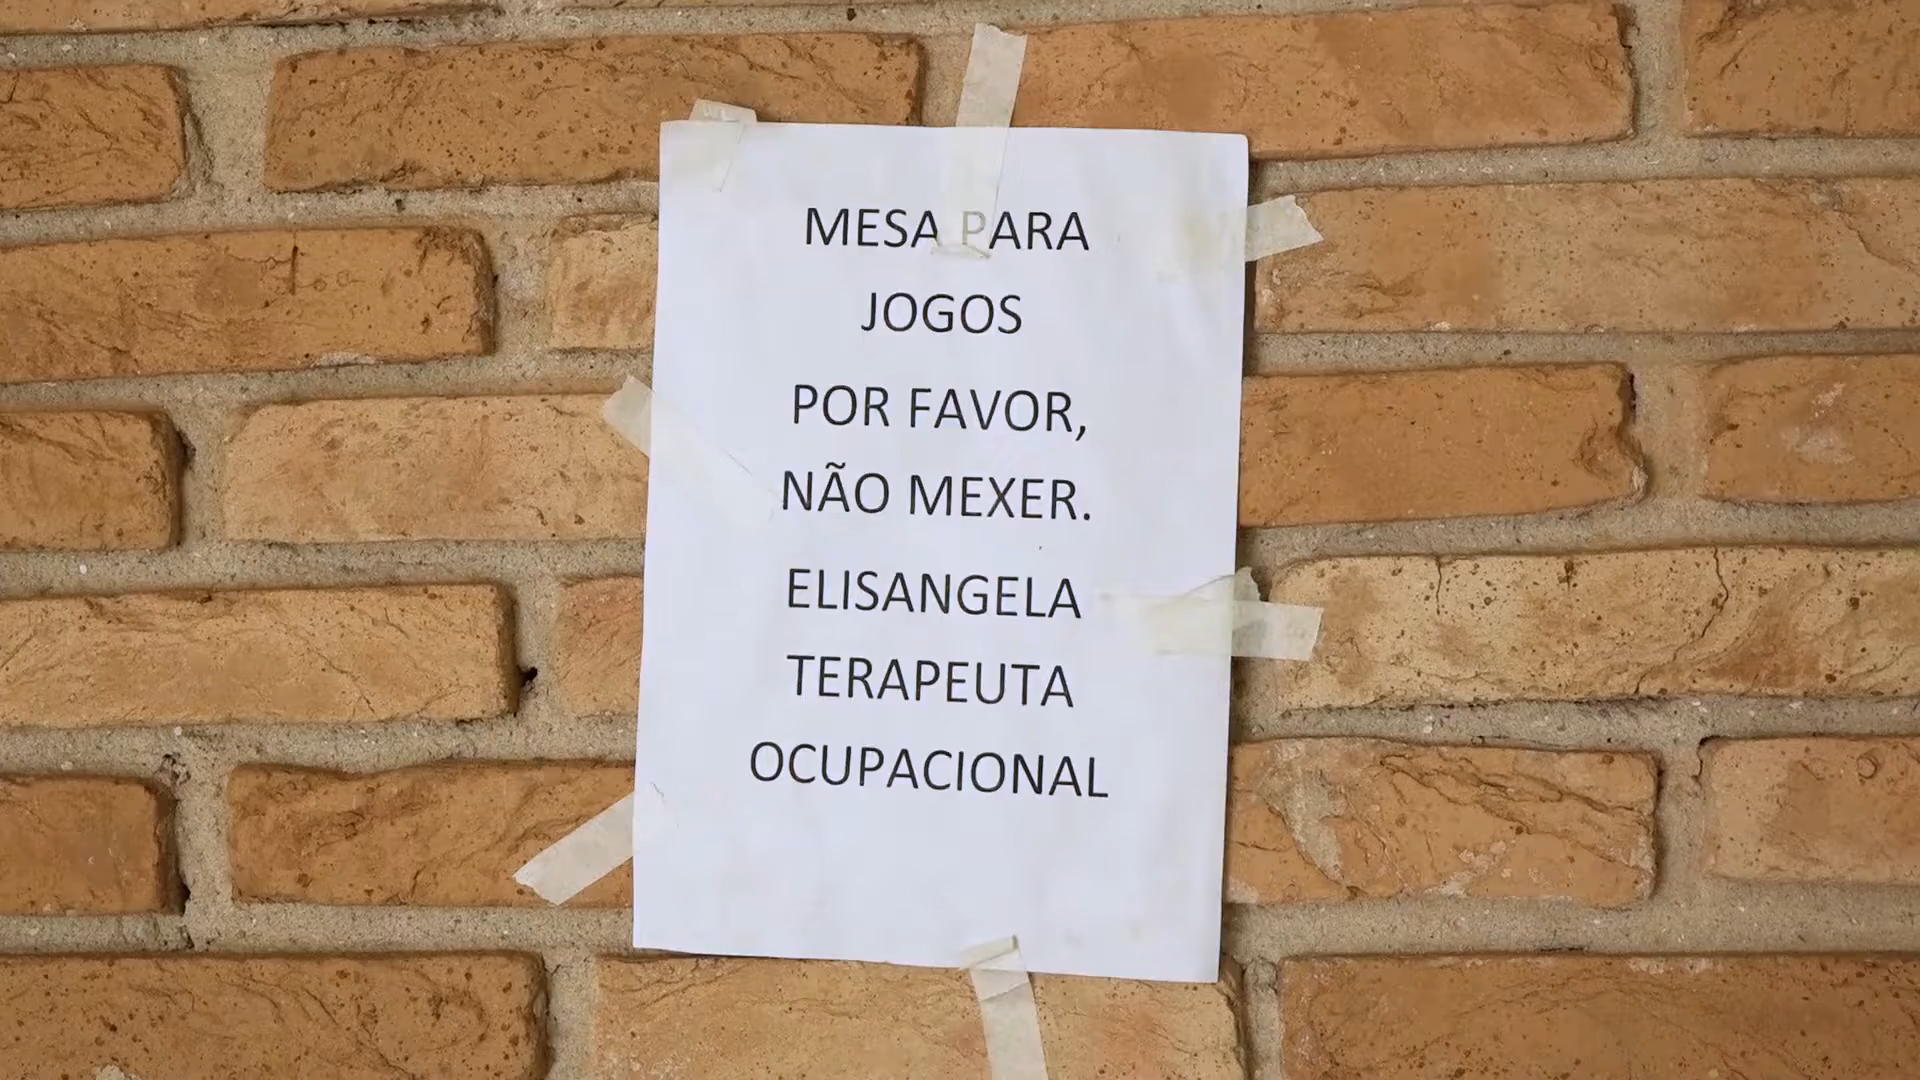 MESA PARA
JOGOS
POR FAVOR,
NÃO MEXER.
ELISANGELA
TERAPEUTA
OCUPACIONAL